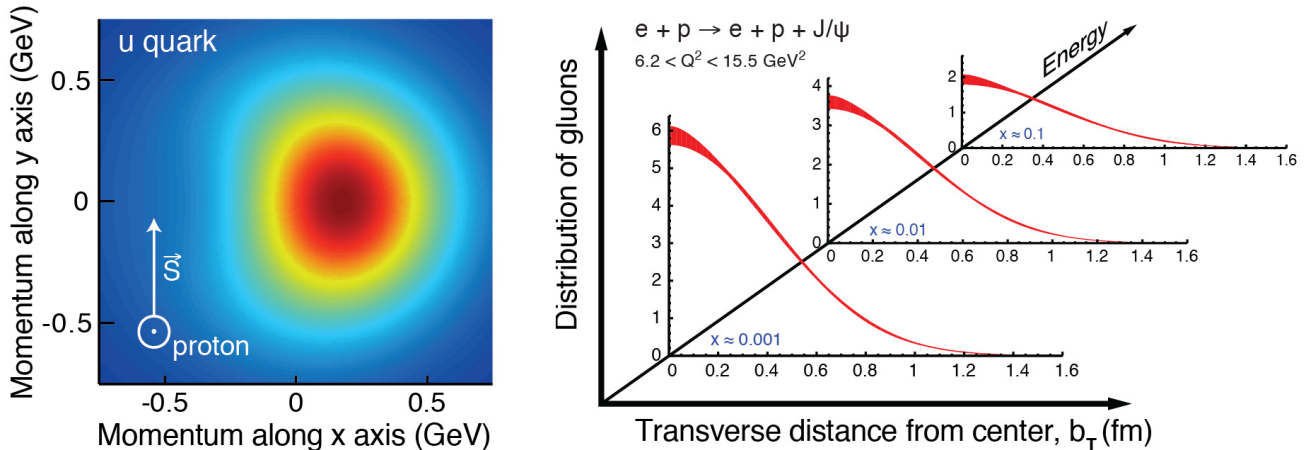 u quark
Momentum along y axis (GeV)
0.5
0
-0.5
S
proton
-0.5
0
0.5
Momentum along x axis (GeV)
e + p → e + p + J/ψ
6.2 < Q² < 15.5 GeV²
Energy
Distribution of gluons
2
1
0
x ≈ 0.1
0 0.2 0.4 0.6 0.8 1.0 1.2 1.4 1.6
4
3
2
1
0
x ≈ 0.01
0 0.2 0.4 0.6 0.8 1.0 1.2 1.4 1.6
6
5
4
3
2
1
0
x ≈ 0.001
0 0.2 0.4 0.6 0.8 1 1.2 1.4 1.6
Transverse distance from center, b_T (fm)